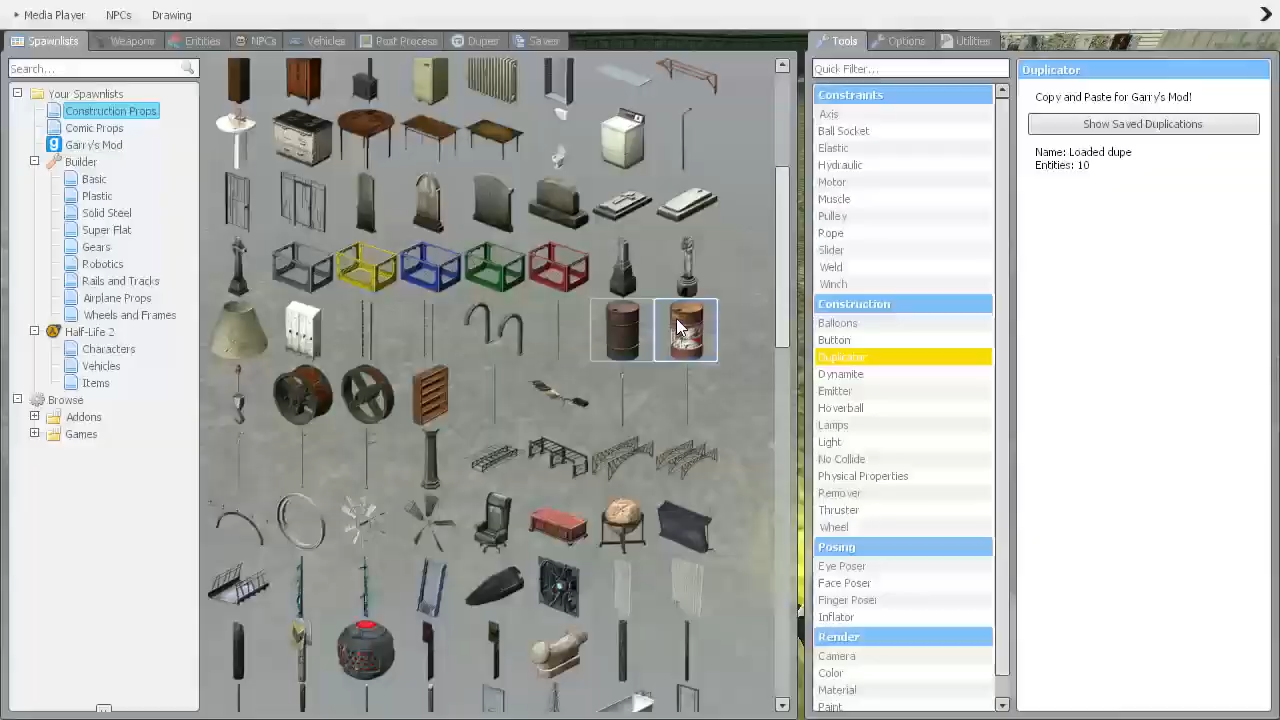 Media Player NPCs Drawing
Spawnlists Weapons Entities NPCs Vehicles Post Process Dupes Saves
Tools Options Utilities
Search...
Your Spawnlists
Construction Props
Comic Props
Garry's Mod
Builder
Basic
Plastic
Solid Steel
Super Flat
Gears
Robotics
Rails and Tracks
Airplane Props
Wheels and Frames
Half-Life 2
Characters
Vehicles
Items
Browse
Addons
Games
Quick Filter...
Constraints
Axis
Ball Socket
Elastic
Hydraulic
Motor
Muscle
Pulley
Rope
Slider
Weld
Winch
Construction
Balloons
Button
Duplicator
Dynamite
Emitter
Hoverball
Lamps
Light
No Collide
Physical Properties
Remover
Thruster
Wheel
Posing
Eye Poser
Face Poser
Finger Poser
Inflator
Render
Camera
Color
Material
Paint
Duplicator
Copy and Paste for Garry's Mod!
Show Saved Duplications
Name: Loaded dupe
Entities: 10